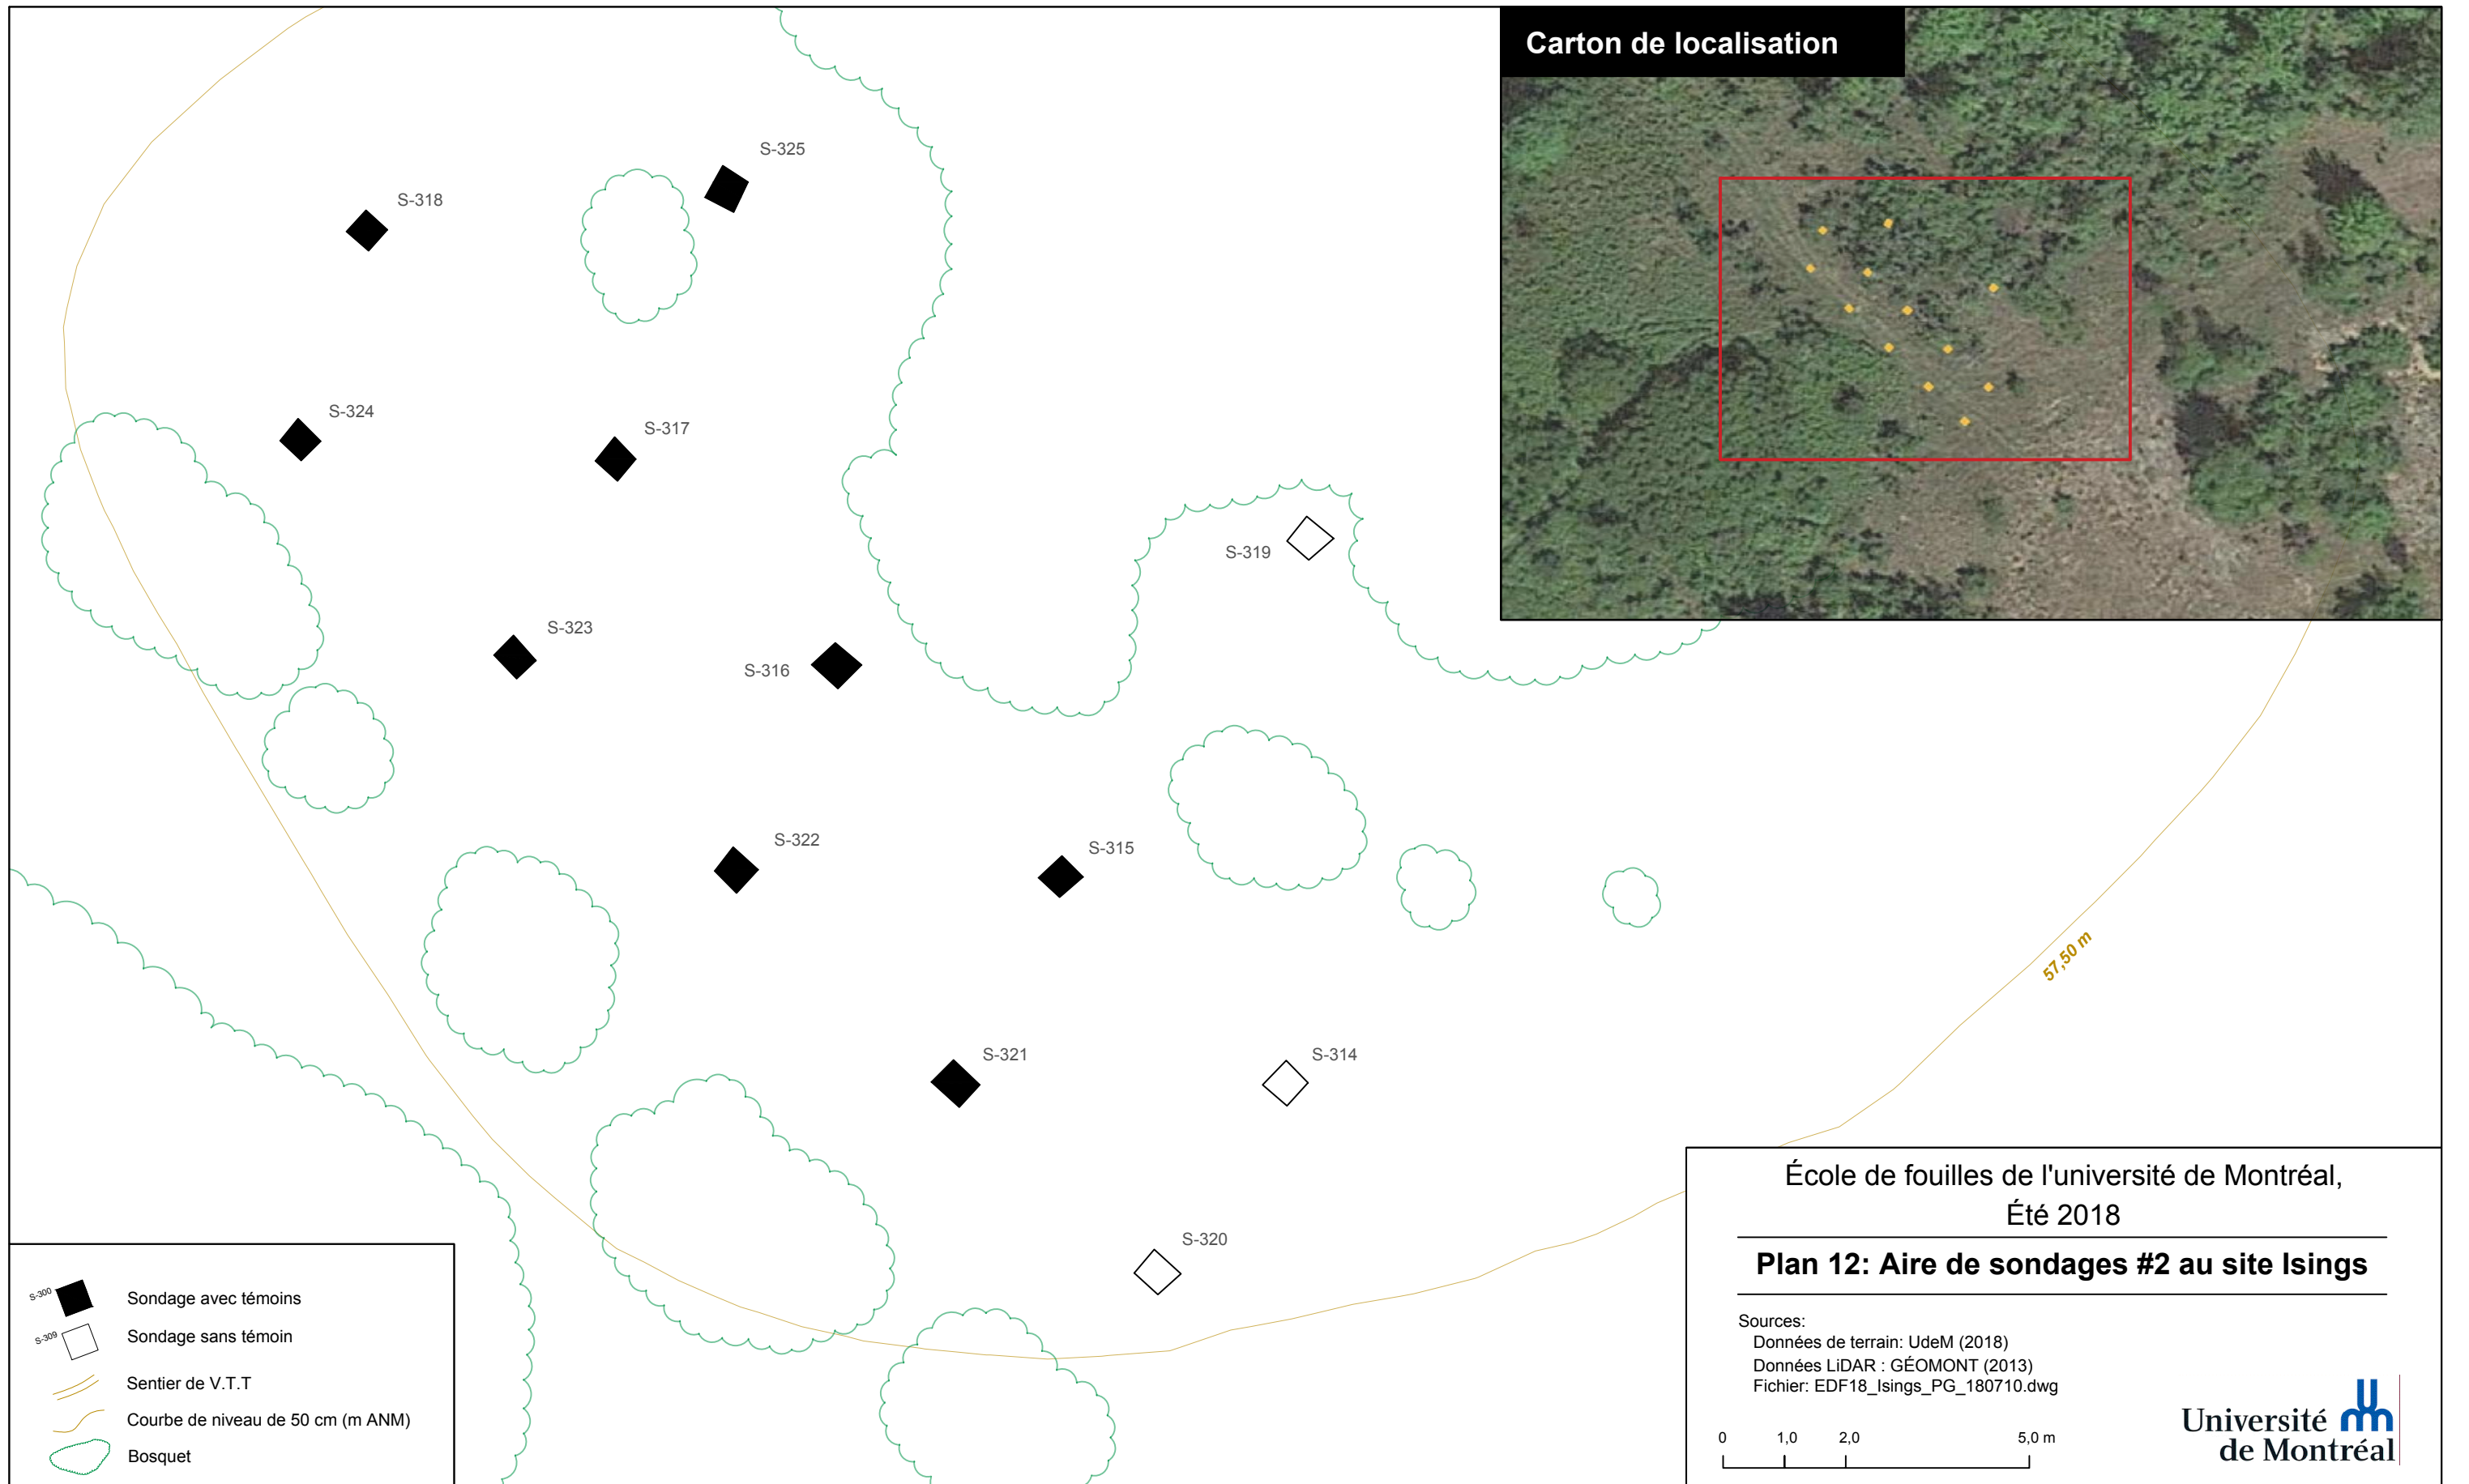 Carton de localisation
S-325
S-318
S-324
S-317
S-319
S-323
S-316
S-322
S-315
57,50 m
S-321
S-314
S-320
S-300
Sondage avec témoins
S-309
Sondage sans témoin
Sentier de V.T.T
Courbe de niveau de 50 cm (m ANM)
Bosquet
École de fouilles de l'université de Montréal,
Été 2018
Plan 12: Aire de sondages #2 au site Isings
Sources:
Données de terrain: UdeM (2018)
Données LiDAR : GÉOMONT (2013)
Fichier: EDF18_Isings_PG_180710.dwg
0 1,0 2,0 5,0 m
Université
de Montréal